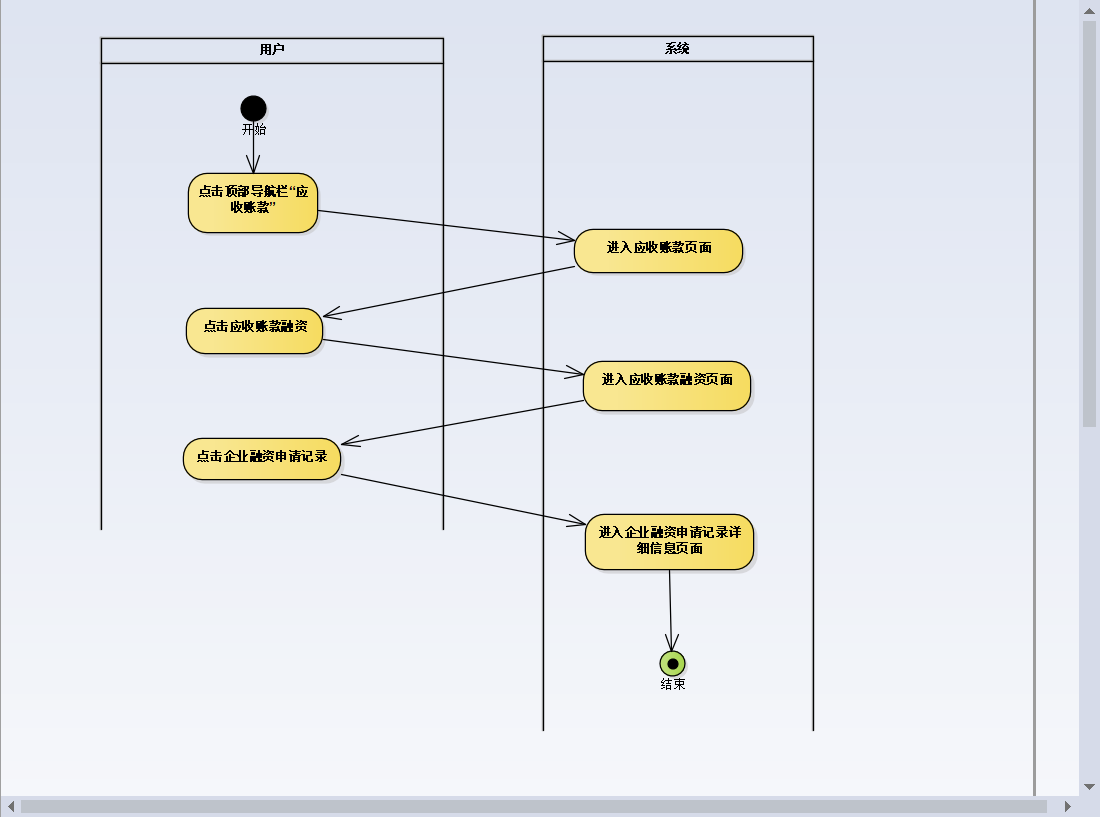 用户
系统
开始
点击顶部导航栏“应
收账款”
进入应收账款页面
点击应收账款融资
进入应收账款融资页面
点击企业融资申请记录
进入企业融资申请记录详
细信息页面
结束